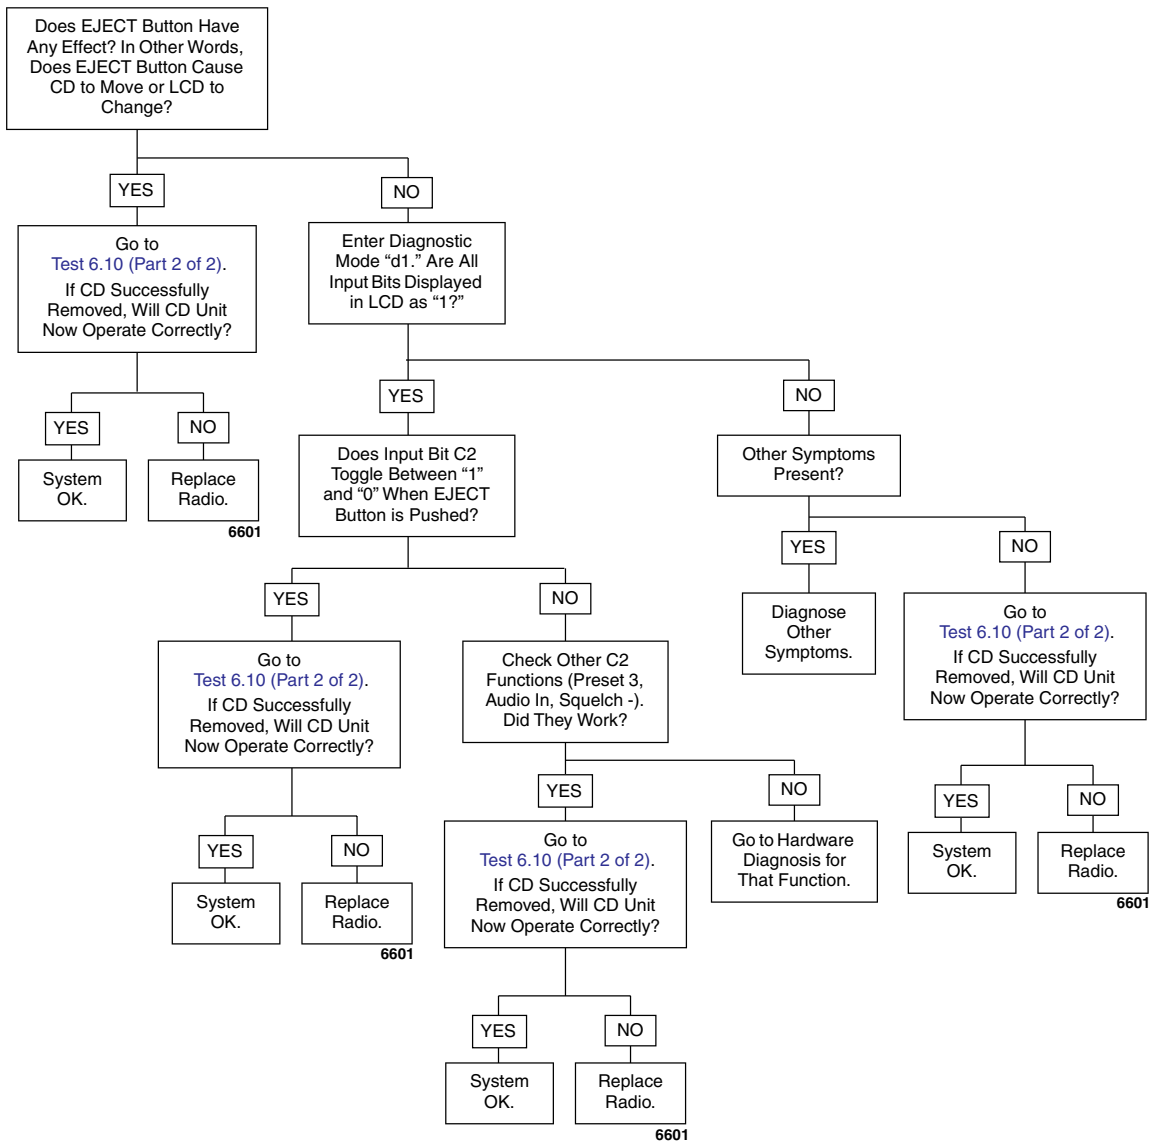 Does EJECT Button Have
Any Effect? In Other Words,
Does EJECT Button Cause
CD to Move or LCD to
Change?
YES
NO
Go to
Test 6.10 (Part 2 of 2).
If CD Successfully
Removed, Will CD Unit
Now Operate Correctly?
Enter Diagnostic
Mode “d1.” Are All
Input Bits Displayed
in LCD as “1?”
YES
NO
System
OK.
Replace
Radio.
6601
YES
NO
Does Input Bit C2
Toggle Between “1”
and “0” When EJECT
Button is Pushed?
Other Symptoms
Present?
YES
NO
Diagnose
Other
Symptoms.
Go to
Test 6.10 (Part 2 of 2).
If CD Successfully
Removed, Will CD Unit
Now Operate Correctly?
YES
NO
System
OK.
Replace
Radio.
6601
YES
NO
Go to
Test 6.10 (Part 2 of 2).
If CD Successfully
Removed, Will CD Unit
Now Operate Correctly?
Check Other C2
Functions (Preset 3,
Audio In, Squelch -).
Did They Work?
YES
NO
System
OK.
Replace
Radio.
6601
YES
NO
Go to
Test 6.10 (Part 2 of 2).
If CD Successfully
Removed, Will CD Unit
Now Operate Correctly?
Go to Hardware
Diagnosis for
That Function.
YES
NO
System
OK.
Replace
Radio.
6601